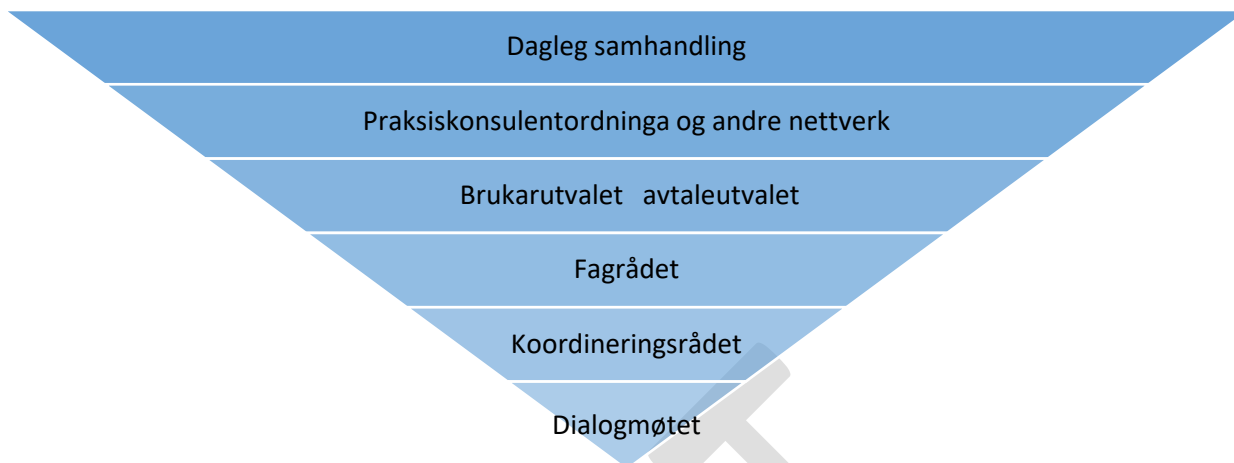 Dagleg samhandling
Praksiskonsulentordninga og andre nettverk
Brukarutvalet avtaleutvalet
Fagrådet
Koordineringsrådet
Dialogmøtet